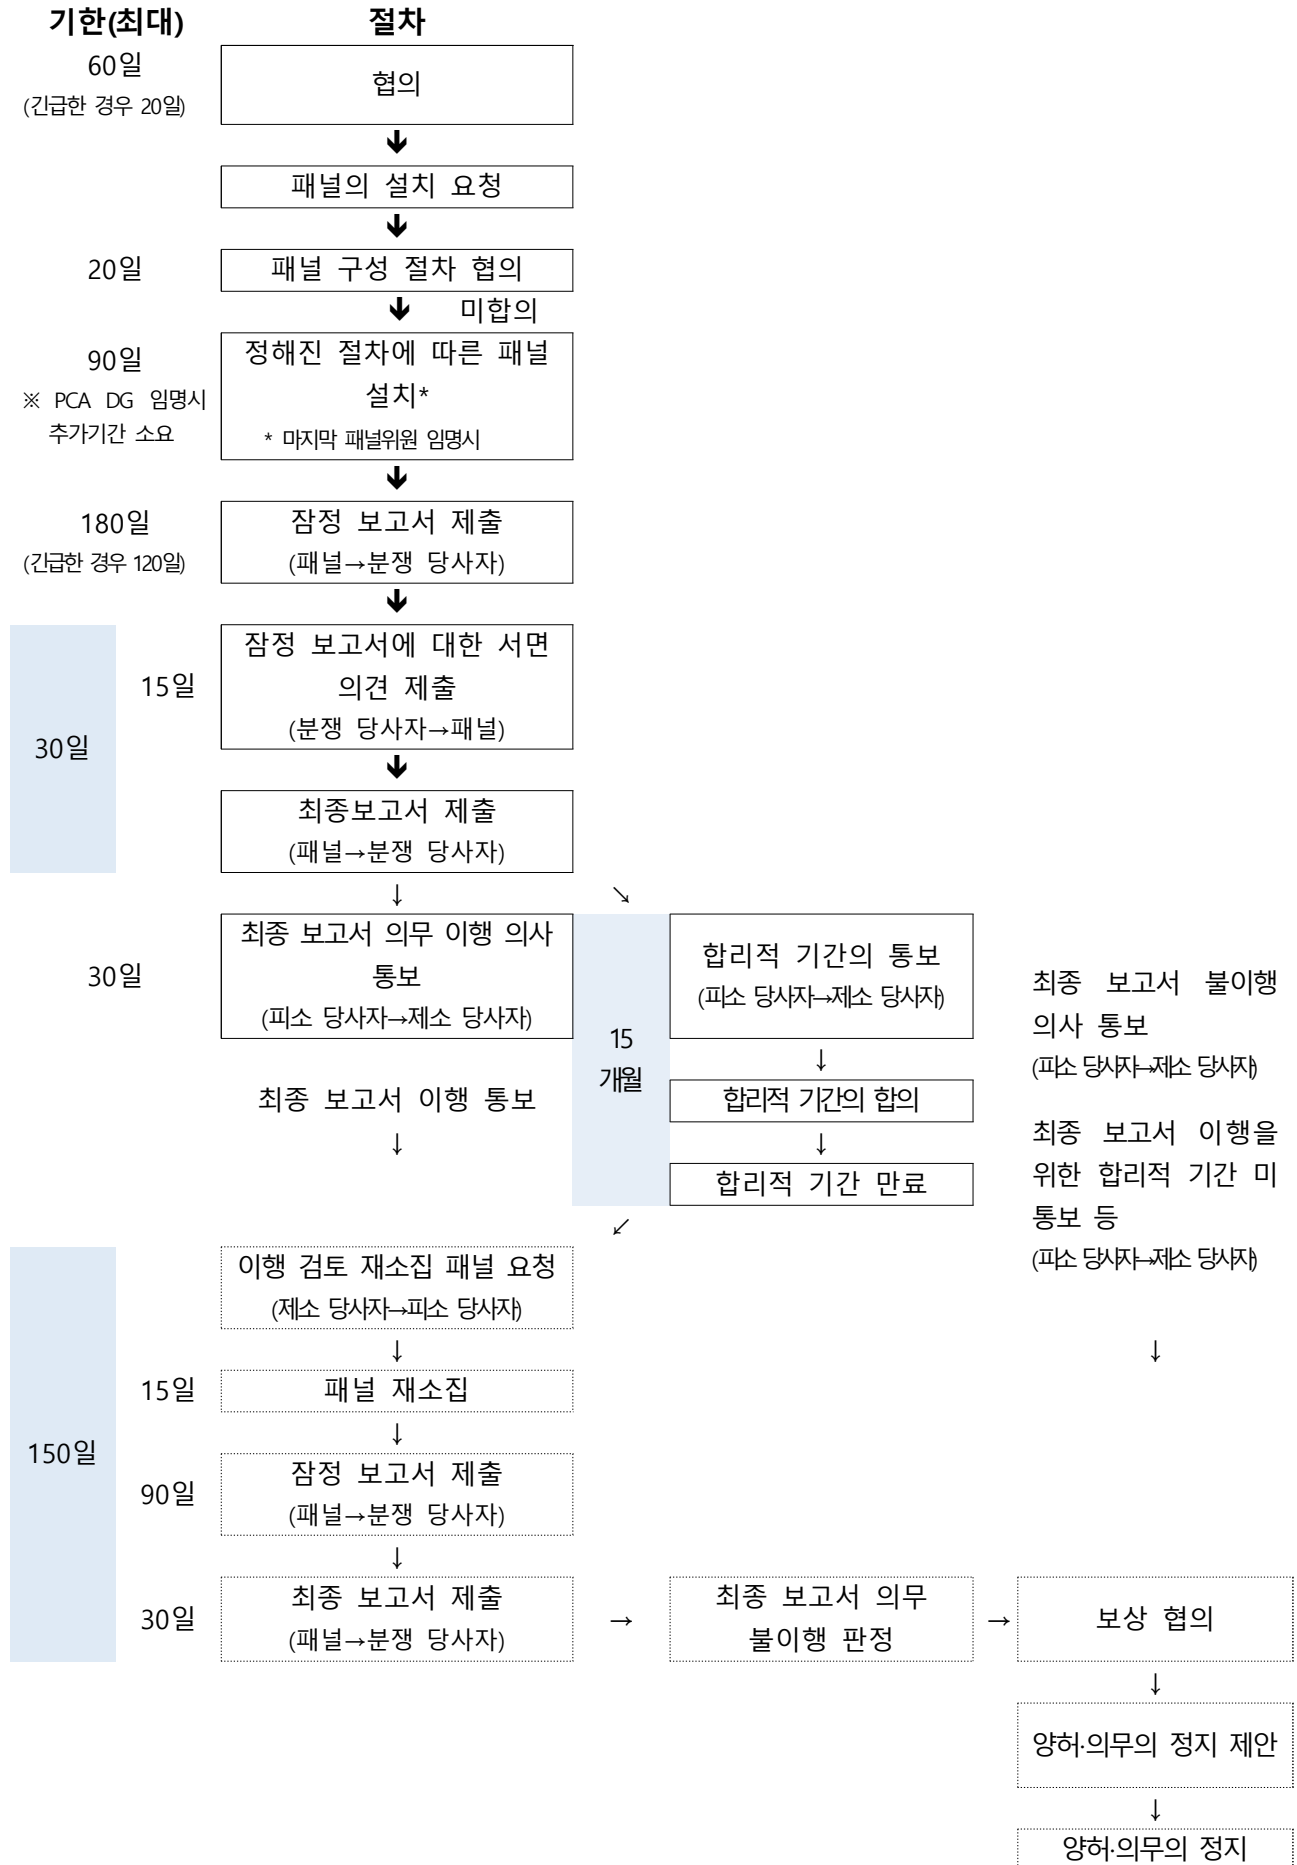 기한(최대) 절차
60일
(긴급한 경우 20일)
협의
🡻
패널의 설치 요청
🡻
20일
패널 구성 절차 협의
🡻 미합의
90일
※ PCA DG 임명시
추가기간 소요
정해진 절차에 따른 패널
설치*
* 마지막 패널위원 임명시
🡻
180일
(긴급한 경우 120일)
잠정 보고서 제출
(패널→분쟁 당사자)
🡻
30일
15일
잠정 보고서에 대한 서면
의견 제출
(분쟁 당사자→패널)
🡻
최종보고서 제출
(패널→분쟁 당사자)
↓ ↘
30일
최종 보고서 의무 이행 의사
통보
(피소 당사자→제소 당사자)
최종 보고서 이행 통보
↓
15
개월
합리적 기간의 통보
(피소 당사자→제소 당사자)
↓
합리적 기간의 합의
↓
합리적 기간 만료
↙
최종 보고서 불이행
의사 통보
(피소 당사자→제소 당사자)
최종 보고서 이행을
위한 합리적 기간 미
통보 등
(피소 당사자→제소 당사자)
↓
150일
이행 검토 재소집 패널 요청
(제소 당사자→피소 당사자)
↓
15일
패널 재소집
↓
90일
잠정 보고서 제출
(패널→분쟁 당사자)
↓
30일
최종 보고서 제출
(패널→분쟁 당사자)
→
최종 보고서 의무
불이행 판정
→
보상 협의
↓
양허·의무의 정지 제안
↓
양허·의무의 정지